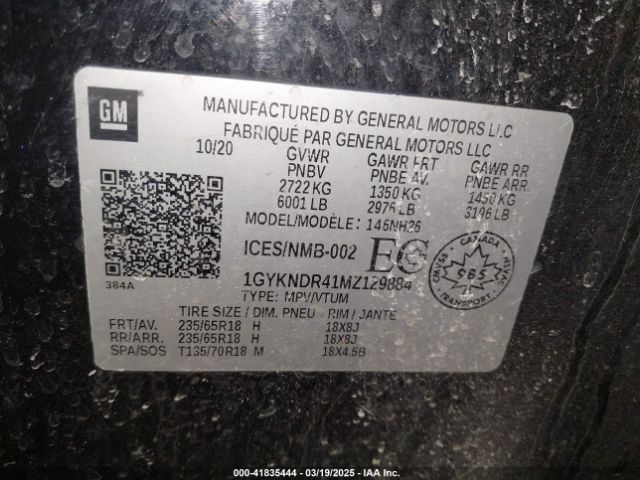 GM
MANUFACTURED BY GENERAL MOTORS LLC
FABRIQUÉ PAR GENERAL MOTORS LLC
10/20 GVWR GAWR FRT GAWR RR
PNBV PNBE AV. PNBE ARR.
2722 KG 1350 KG 1450 KG
6001 LB 2976 LB 3196 LB
MODEL/MODÈLE: 146NH26
ICES/NMB-002 EC
384A
1GYKNDR41MZ129884
TYPE: MPV/VTUM
CANADA
CMVSS NSVAC
SBS
TRANSPORT
TIRE SIZE / DIM. PNEU - RIM / JANTE
FRT/AV. 235/65R18 H 18X8J
RR/ARR. 235/65R18 H 18X8J
SPA/SOS T135/70R18 M 18X4.5B
000-41835444 - 03/19/2025 - IAA Inc.